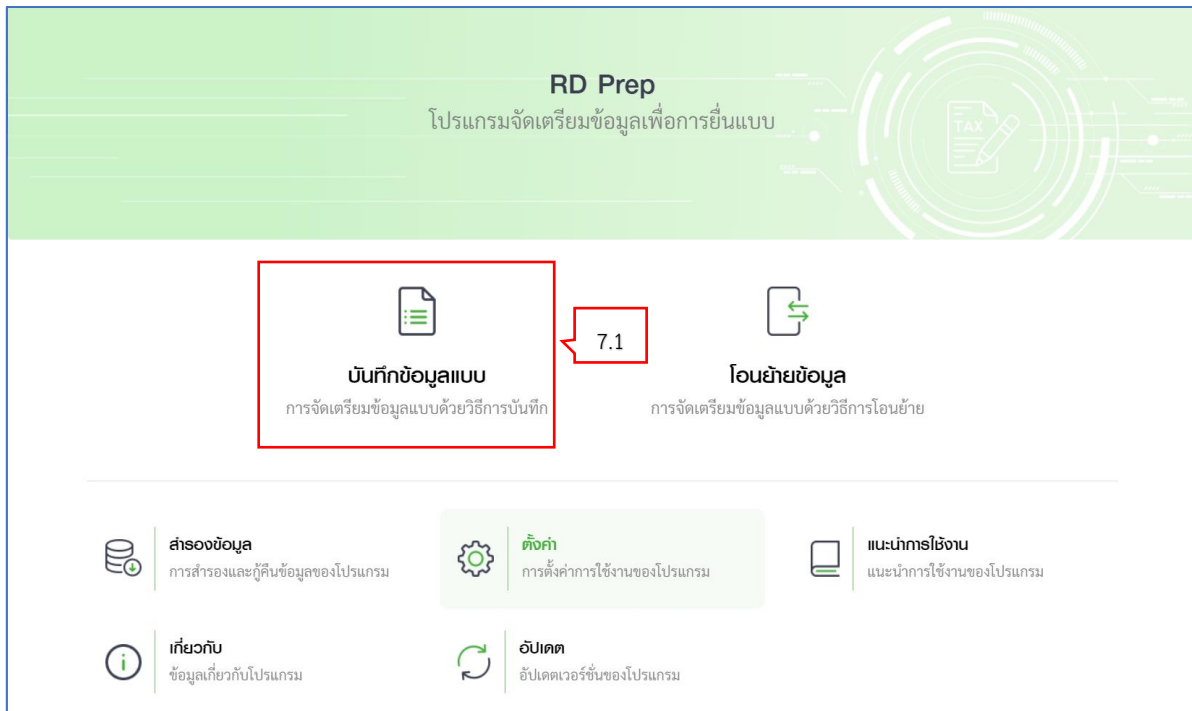 RD Prep
โปรแกรมจัดเตรียมข้อมูลเพื่อการยื่นแบบ
TAX
7.1
บันทึกข้อมูลแบบ
การจัดเตรียมข้อมูลแบบด้วยวิธีการบันทึก
โอนย้ายข้อมูล
การจัดเตรียมข้อมูลแบบด้วยวิธีการโอนย้าย
สำรองข้อมูล
การสำรองและกู้คืนข้อมูลของโปรแกรม
ตั้งค่า
การตั้งค่าการใช้งานของโปรแกรม
แนะนำการใช้งาน
แนะนำการใช้งานของโปรแกรม
เกี่ยวกับ
ข้อมูลเกี่ยวกับโปรแกรม
อัปเดต
อัปเดตเวอร์ชั่นของโปรแกรม